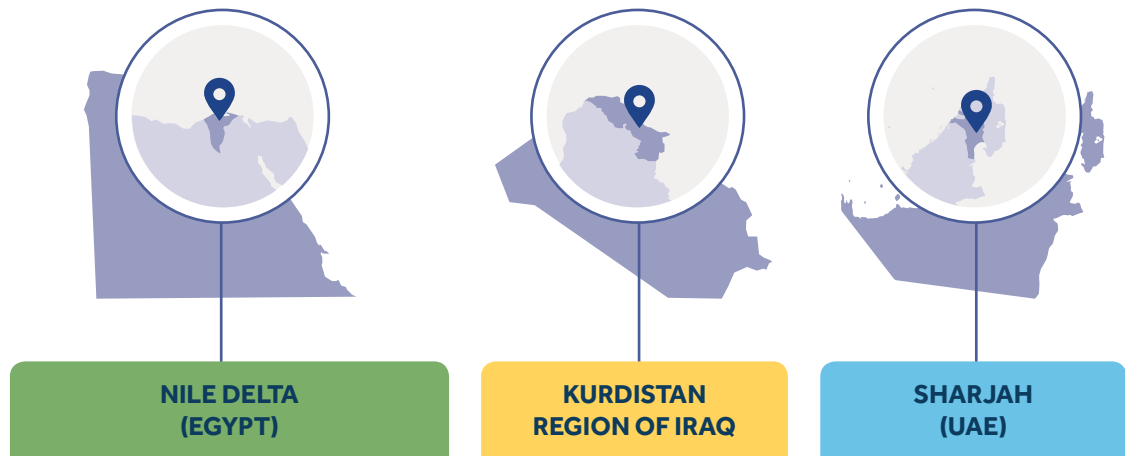 NILE DELTA
(EGYPT)
KURDISTAN
REGION OF IRAQ
SHARJAH
(UAE)